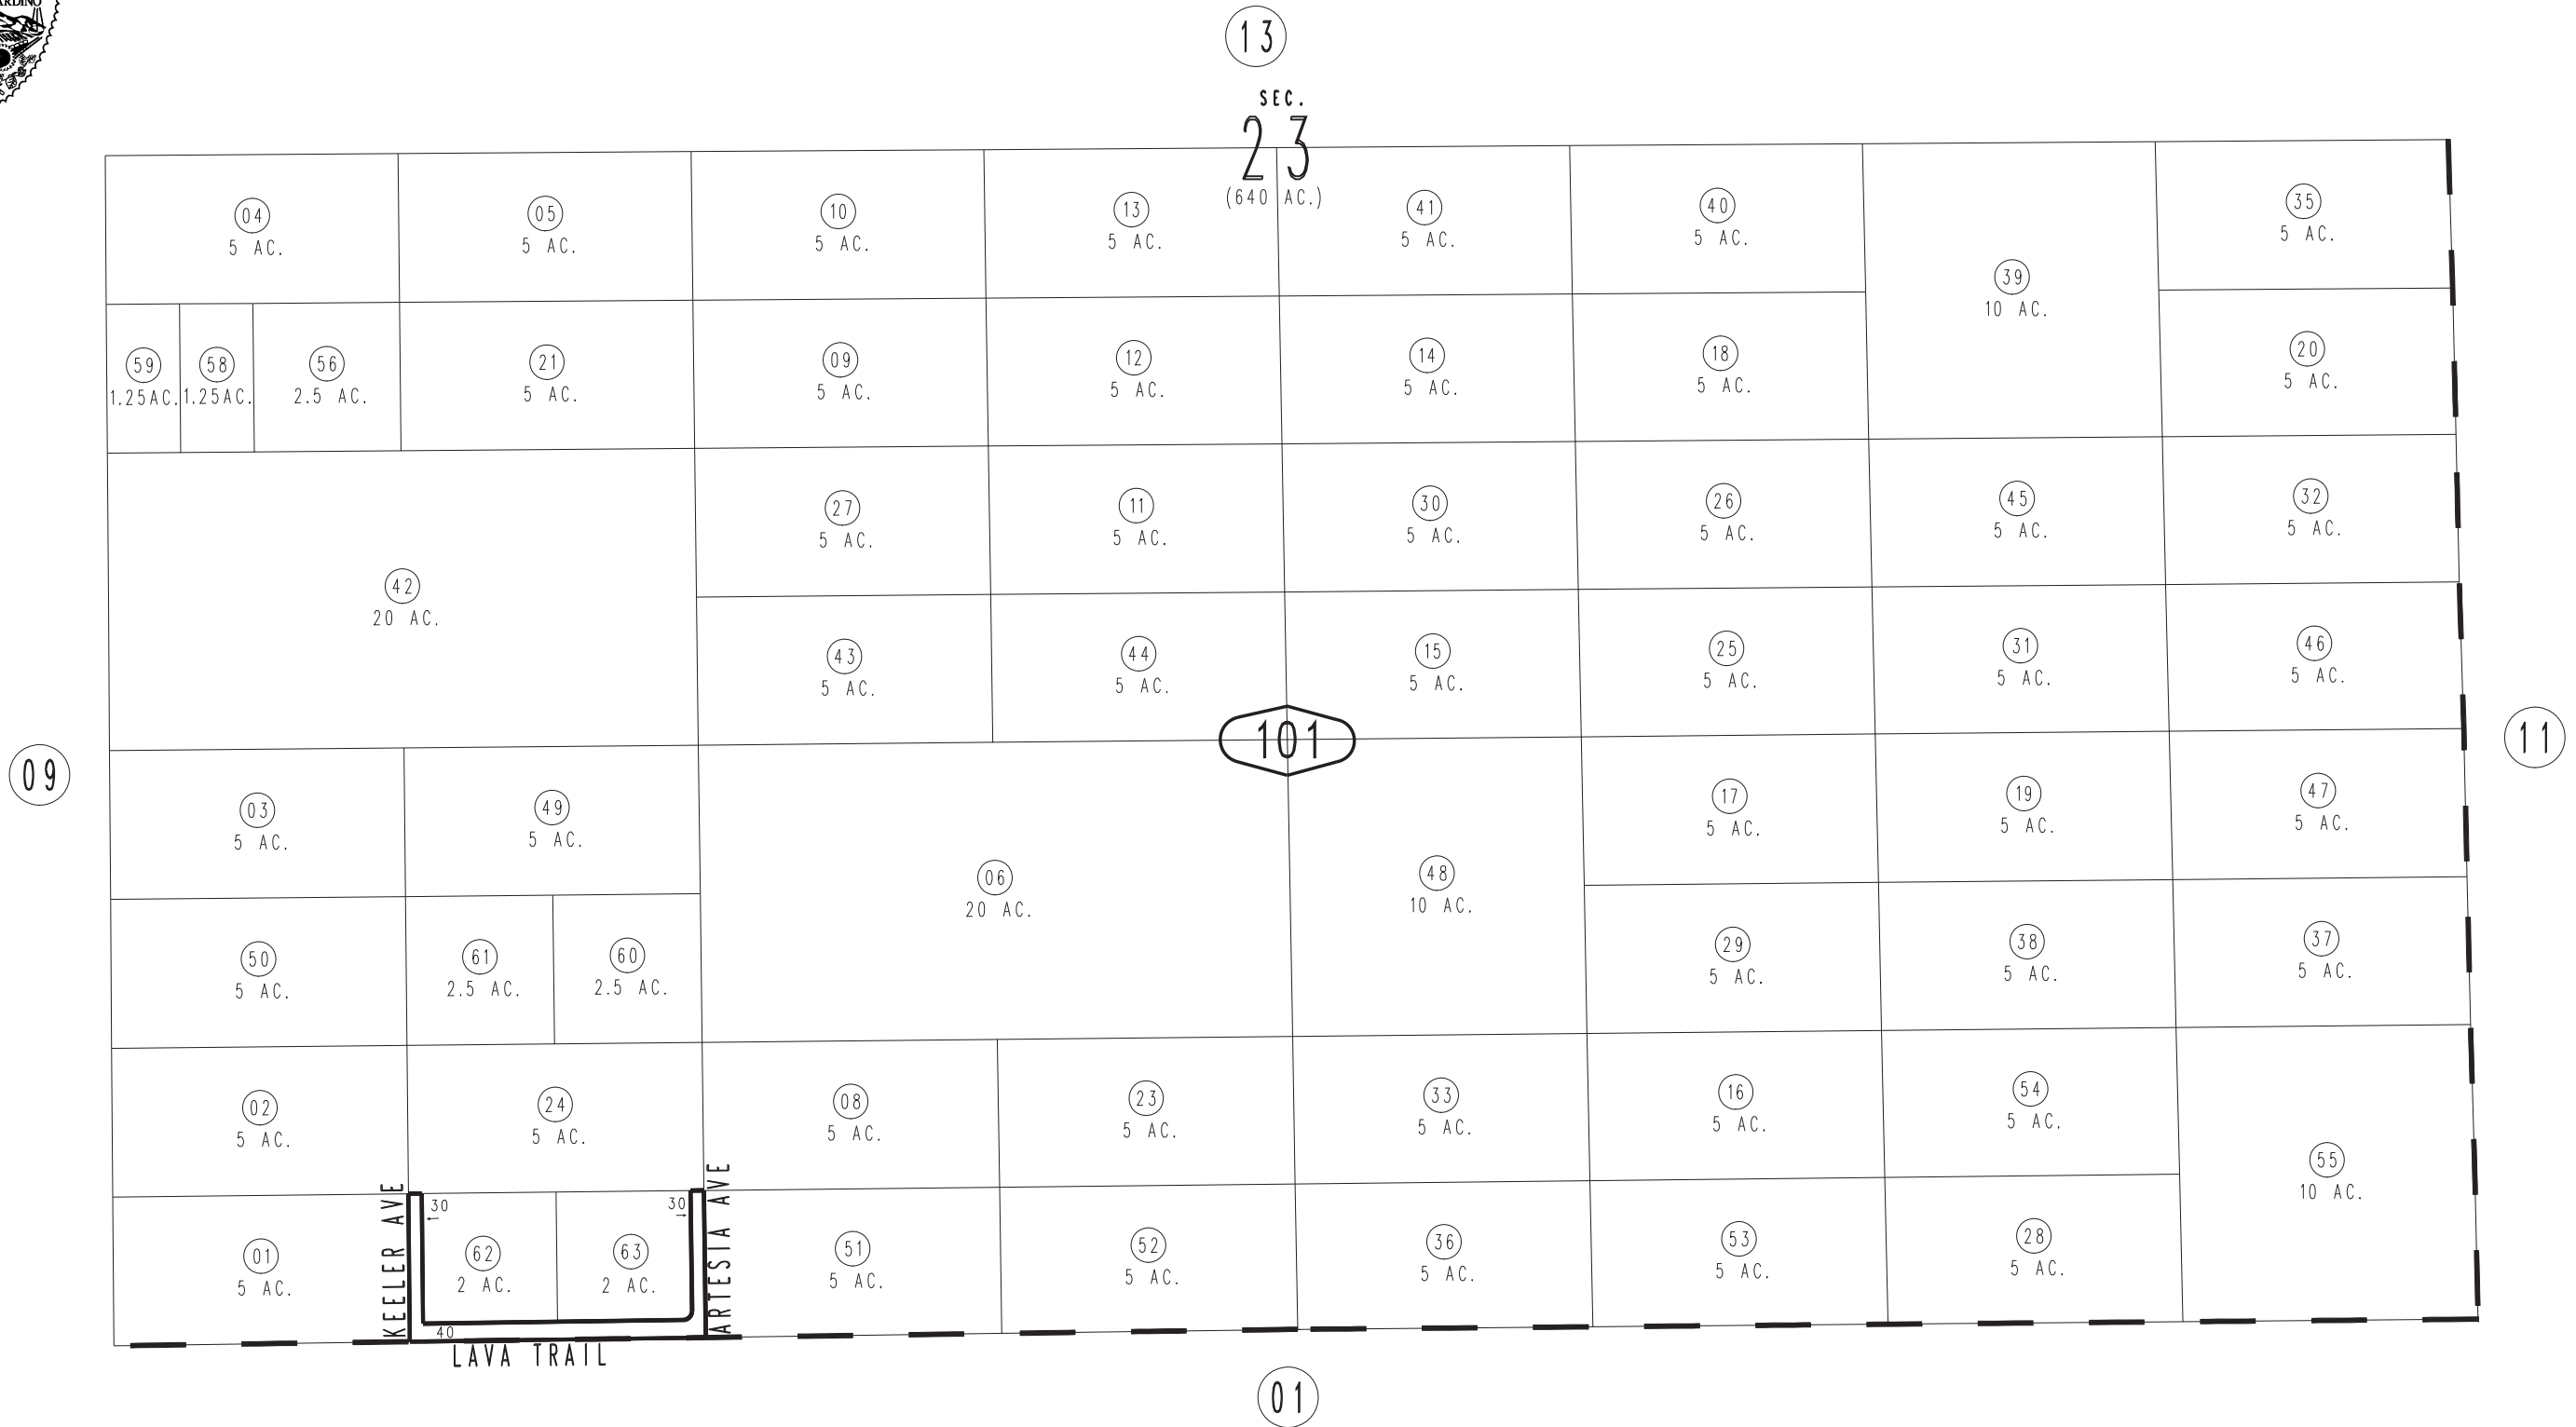 ARDINO
13
SEC.
23
(640 AC.)
04
5 AC.
05
5 AC.
10
5 AC.
13
5 AC.
41
5 AC.
40
5 AC.
39
10 AC.
35
5 AC.
59
1.25AC.
58
1.25AC.
56
2.5 AC.
21
5 AC.
09
5 AC.
12
5 AC.
14
5 AC.
18
5 AC.
20
5 AC.
42
20 AC.
27
5 AC.
11
5 AC.
30
5 AC.
26
5 AC.
45
5 AC.
32
5 AC.
43
5 AC.
44
5 AC.
15
5 AC.
25
5 AC.
31
5 AC.
46
5 AC.
101
09
11
03
5 AC.
49
5 AC.
06
20 AC.
48
10 AC.
17
5 AC.
19
5 AC.
47
5 AC.
50
5 AC.
61
2.5 AC.
60
2.5 AC.
29
5 AC.
38
5 AC.
37
5 AC.
02
5 AC.
24
5 AC.
08
5 AC.
23
5 AC.
33
5 AC.
16
5 AC.
54
5 AC.
55
10 AC.
01
5 AC.
KEELER AVE
30
62
2 AC.
63
2 AC.
30
ARTESIA AVE
51
5 AC.
52
5 AC.
36
5 AC.
53
5 AC.
28
5 AC.
40
LAVA TRAIL
01